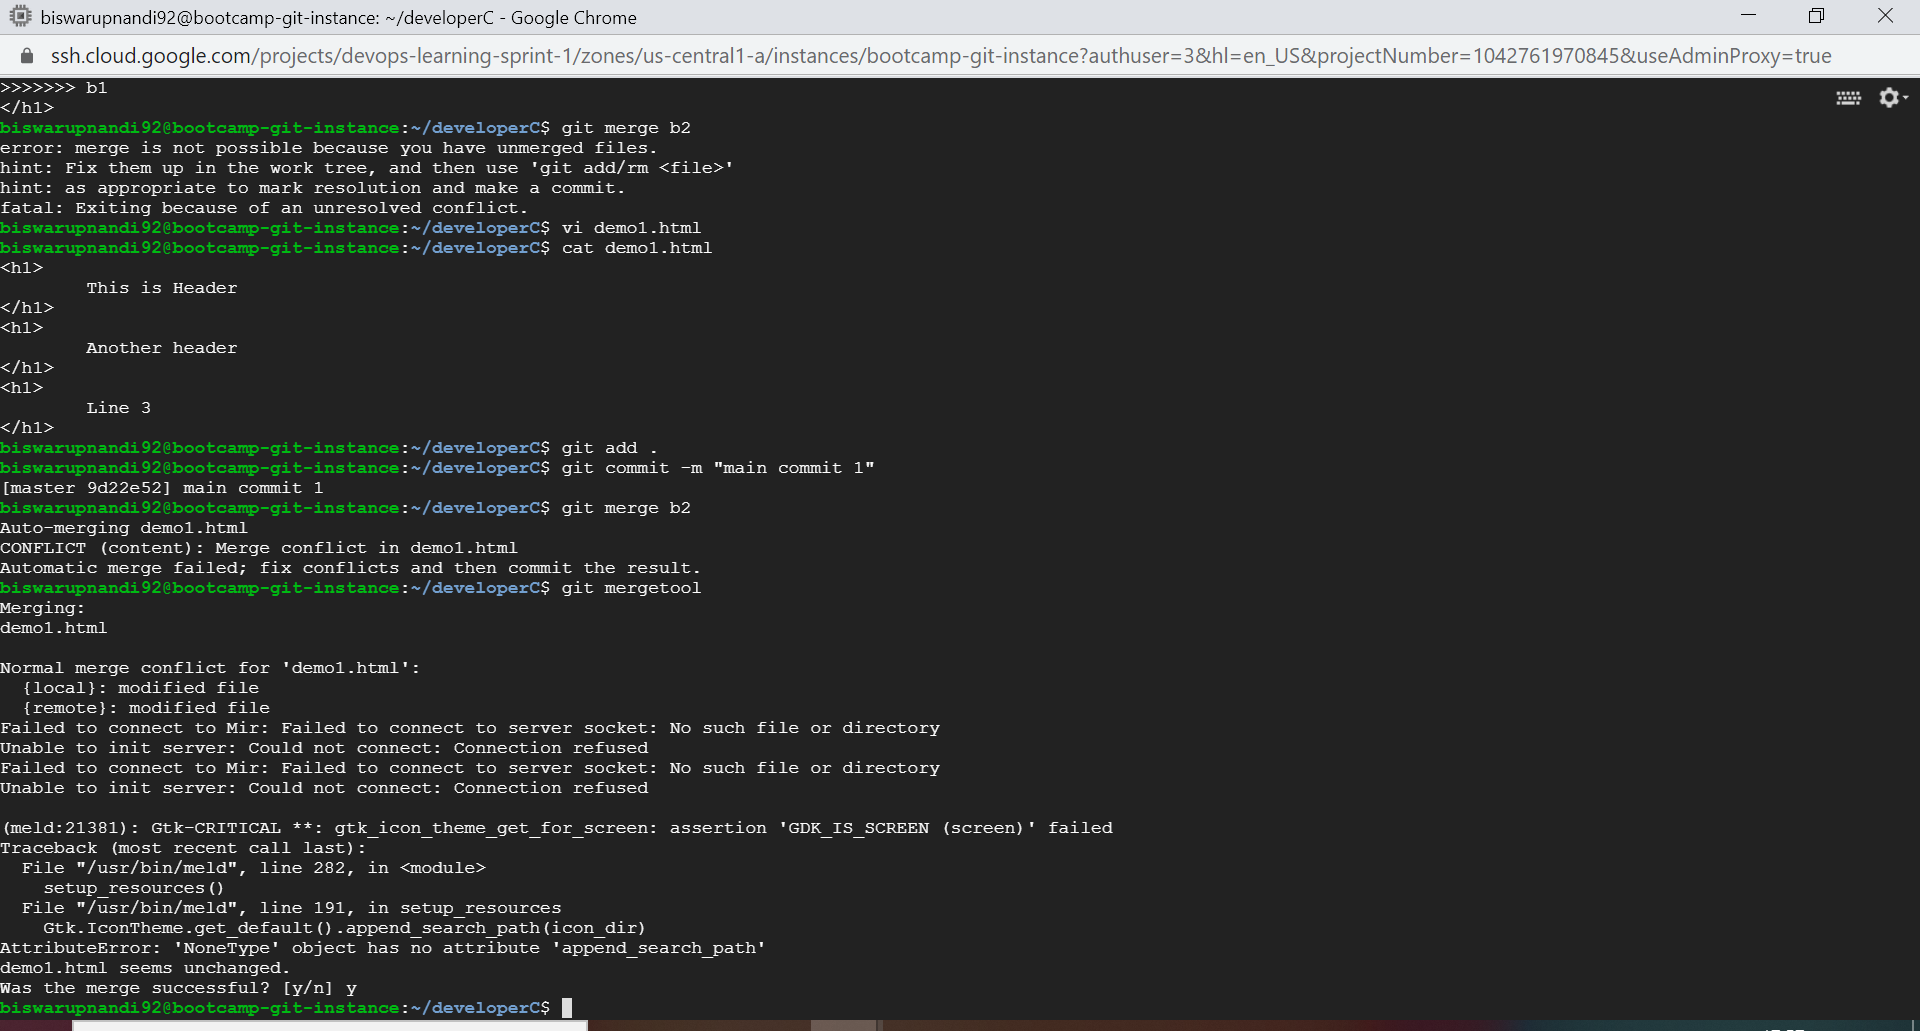 biswarupnandi92@bootcamp-git-instance: ~/developerC - Google Chrome
ssh.cloud.google.com/projects/devops-learning-sprint-1/zones/us-central1-a/instances/bootcamp-git-instance?authuser=3&hl=en_US&projectNumber=1042761970845&useAdminProxy=true
>>>>>>> b1
</h1>
biswarupnandi92@bootcamp-git-instance:~/developerC$ git merge b2
error: merge is not possible because you have unmerged files.
hint: Fix them up in the work tree, and then use 'git add/rm <file>'
hint: as appropriate to mark resolution and make a commit.
fatal: Exiting because of an unresolved conflict.
biswarupnandi92@bootcamp-git-instance:~/developerC$ vi demo1.html
biswarupnandi92@bootcamp-git-instance:~/developerC$ cat demo1.html
<h1>
        This is Header
</h1>
<h1>
        Another header
</h1>
<h1>
        Line 3
</h1>
biswarupnandi92@bootcamp-git-instance:~/developerC$ git add .
biswarupnandi92@bootcamp-git-instance:~/developerC$ git commit -m "main commit 1"
[master 9d22e52] main commit 1
biswarupnandi92@bootcamp-git-instance:~/developerC$ git merge b2
Auto-merging demo1.html
CONFLICT (content): Merge conflict in demo1.html
Automatic merge failed; fix conflicts and then commit the result.
biswarupnandi92@bootcamp-git-instance:~/developerC$ git mergetool
Merging:
demo1.html

Normal merge conflict for 'demo1.html':
  {local}: modified file
  {remote}: modified file
Failed to connect to Mir: Failed to connect to server socket: No such file or directory
Unable to init server: Could not connect: Connection refused
Failed to connect to Mir: Failed to connect to server socket: No such file or directory
Unable to init server: Could not connect: Connection refused

(meld:21381): Gtk-CRITICAL **: gtk_icon_theme_get_for_screen: assertion 'GDK_IS_SCREEN (screen)' failed
Traceback (most recent call last):
  File "/usr/bin/meld", line 282, in <module>
    setup_resources()
  File "/usr/bin/meld", line 191, in setup_resources
    Gtk.IconTheme.get_default().append_search_path(icon_dir)
AttributeError: 'NoneType' object has no attribute 'append_search_path'
demo1.html seems unchanged.
Was the merge successful? [y/n] y
biswarupnandi92@bootcamp-git-instance:~/developerC$